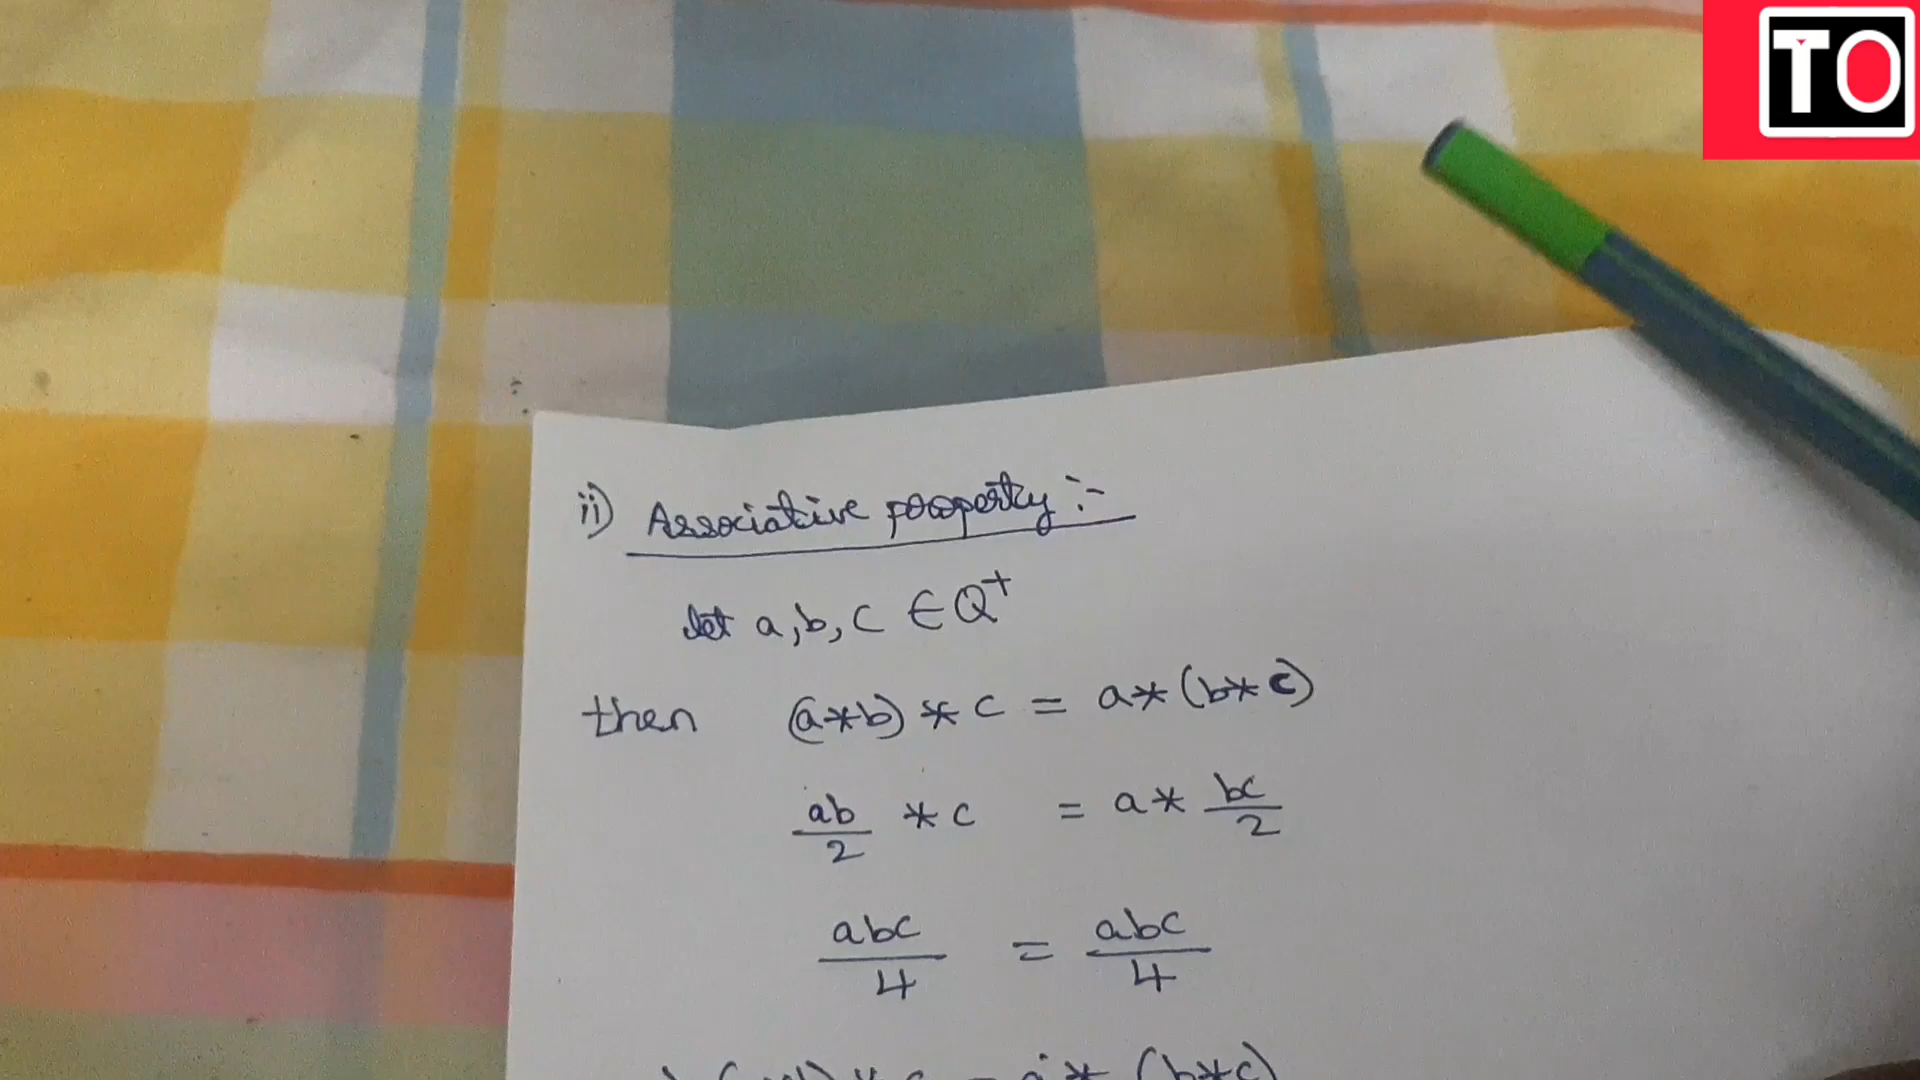 TO
ii) Associative property :-
let a, b, c ∈ Q⁺
then (a*b) * c = a * (b * c)
ab/2 * c = a * bc/2
abc/4 = abc/4
= a * (b*c)